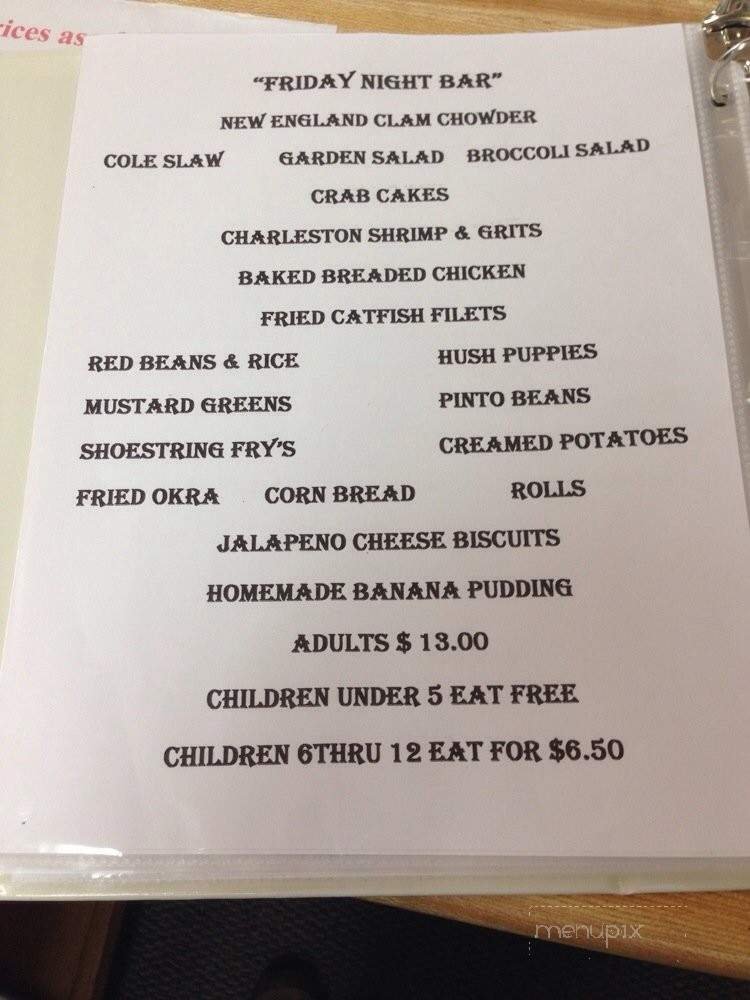 ices as
"FRIDAY NIGHT BAR"
NEW ENGLAND CLAM CHOWDER
COLE SLAW GARDEN SALAD BROCCOLI SALAD
CRAB CAKES
CHARLESTON SHRIMP & GRITS
BAKED BREADED CHICKEN
FRIED CATFISH FILETS
RED BEANS & RICE HUSH PUPPIES
MUSTARD GREENS PINTO BEANS
SHOESTRING FRY'S CREAMED POTATOES
FRIED OKRA CORN BREAD ROLLS
JALAPENO CHEESE BISCUITS
HOMEMADE BANANA PUDDING
ADULTS $ 13.00
CHILDREN UNDER 5 EAT FREE
CHILDREN 6THRU 12 EAT FOR $6.50
menupix